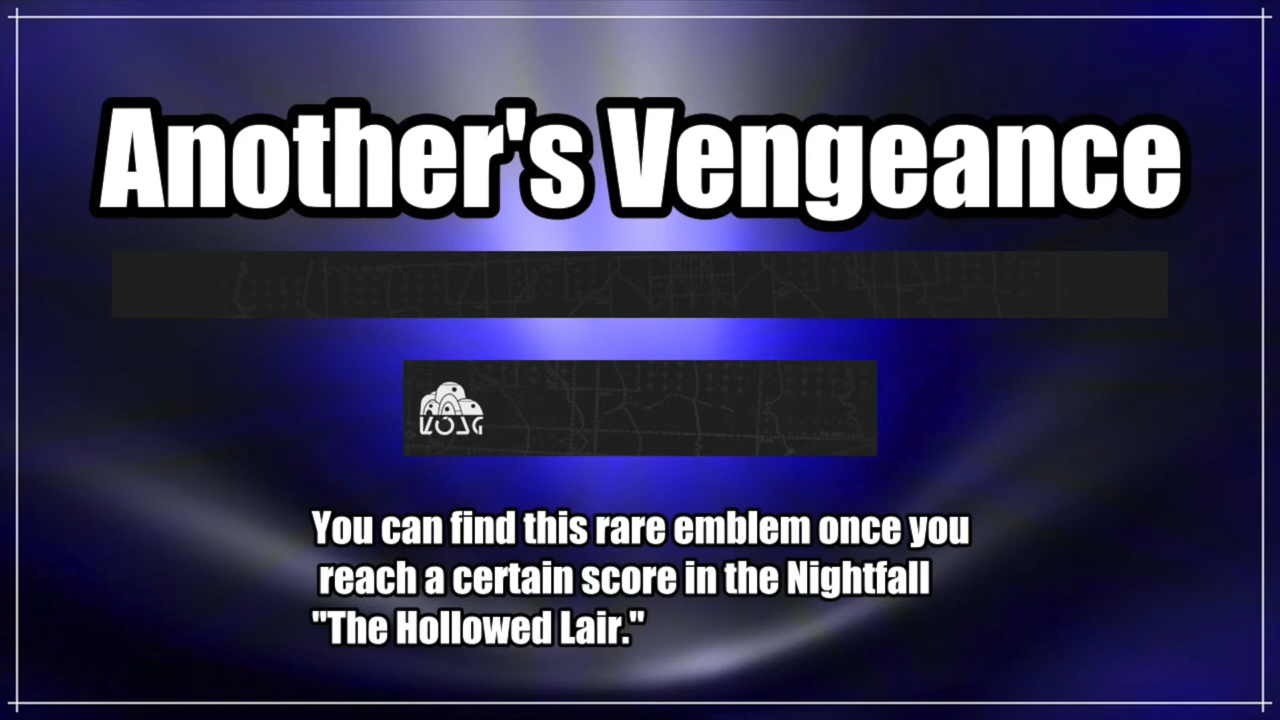 Another's Vengeance
You can find this rare emblem once you
reach a certain score in the Nightfall
"The Hollowed Lair."